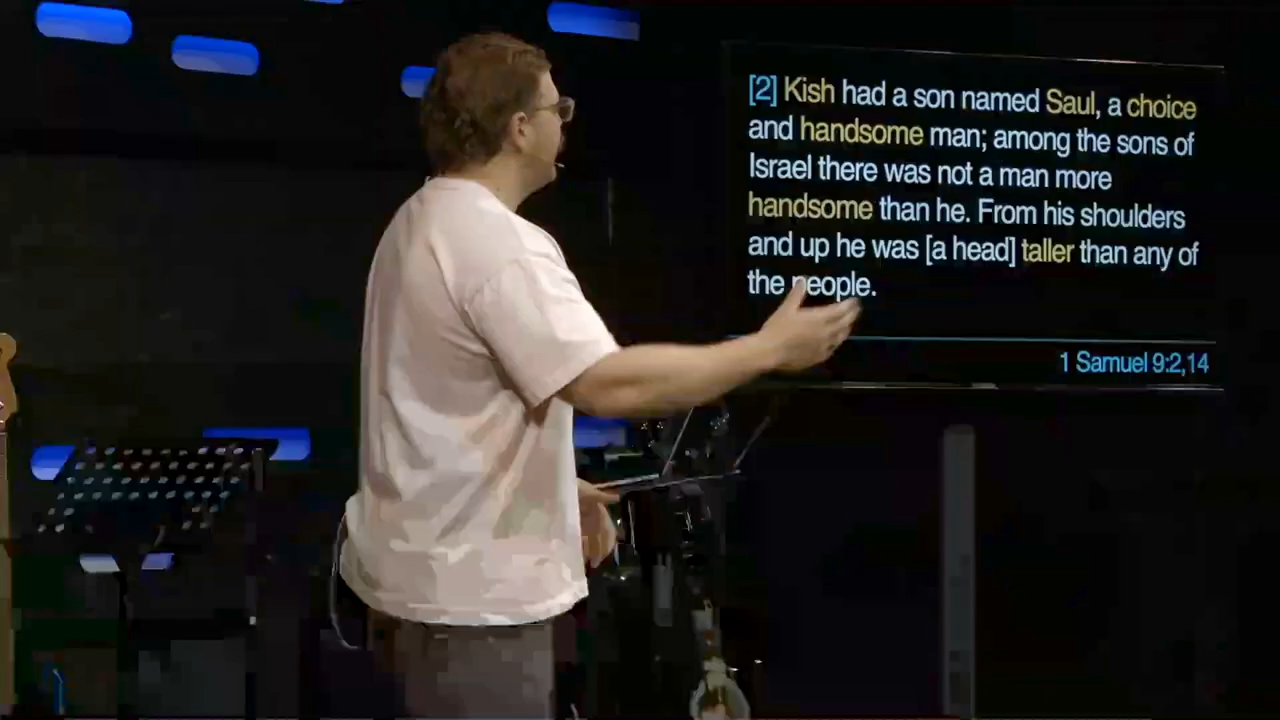 [2] Kish had a son named Saul, a choice
and handsome man; among the sons of
Israel there was not a man more
handsome than he. From his shoulders
and up he was [a head] taller than any of
the people.
1 Samuel 9:2,14